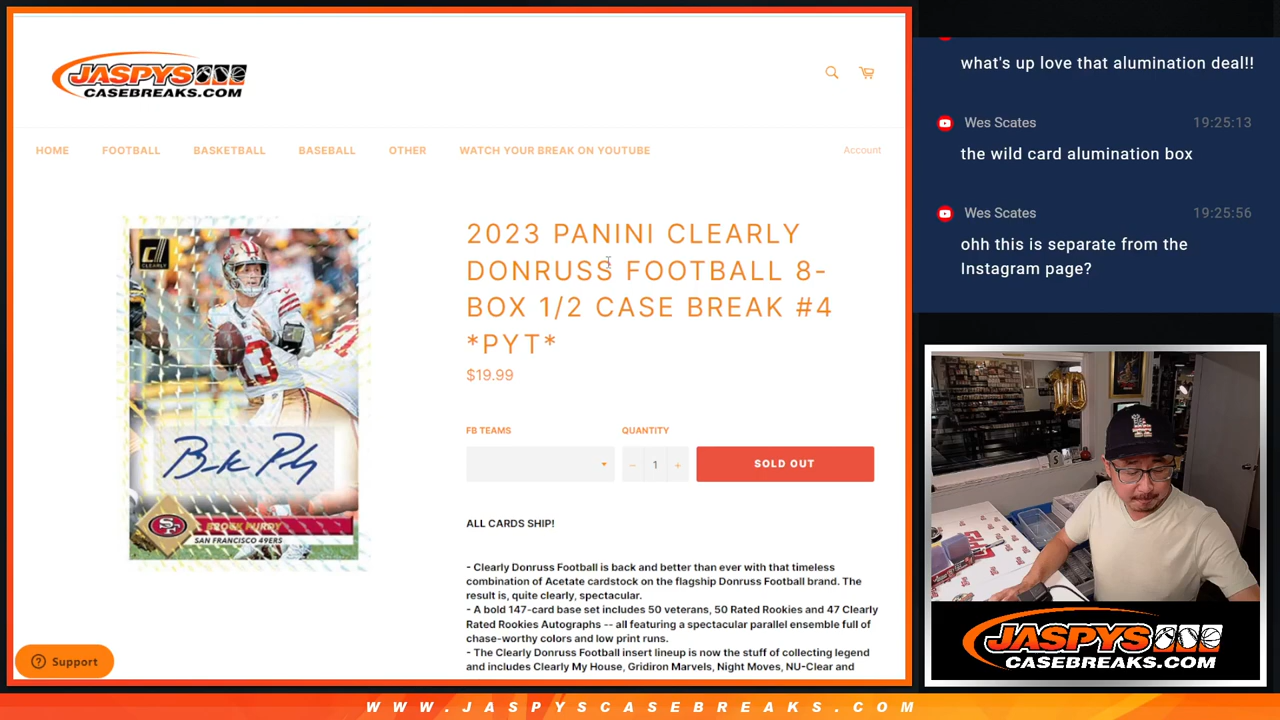 JASPYS
CASEBREAKS.COM
HOME FOOTBALL BASKETBALL BASEBALL OTHER WATCH YOUR BREAK ON YOUTUBE Account
CLEARLY
13
BROCK PURDY
SAN FRANCISCO 49ERS
2023 PANINI CLEARLY
DONRUSS FOOTBALL 8-
BOX 1/2 CASE BREAK #4
*PYT*
$19.99
FB TEAMS QUANTITY
− 1 + SOLD OUT
ALL CARDS SHIP!
- Clearly Donruss Football is back and better than ever with that timeless
combination of Acetate cardstock on the flagship Donruss Football brand. The
result is, quite clearly, spectacular.
- A bold 147-card base set includes 50 veterans, 50 Rated Rookies and 47 Clearly
Rated Rookies Autographs -- all featuring a spectacular parallel ensemble full of
chase-worthy colors and low print runs.
- The Clearly Donruss Football insert lineup is now the stuff of collecting legend
and includes Clearly My House, Gridiron Marvels, Night Moves, NU-Clear and
Support
what's up love that alumination deal!!
Wes Scates 19:25:13
the wild card alumination box
Wes Scates 19:25:56
ohh this is separate from the
Instagram page?
JASPYS
CASEBREAKS.COM
WWW.JASPYSCASEBREAKS.COM